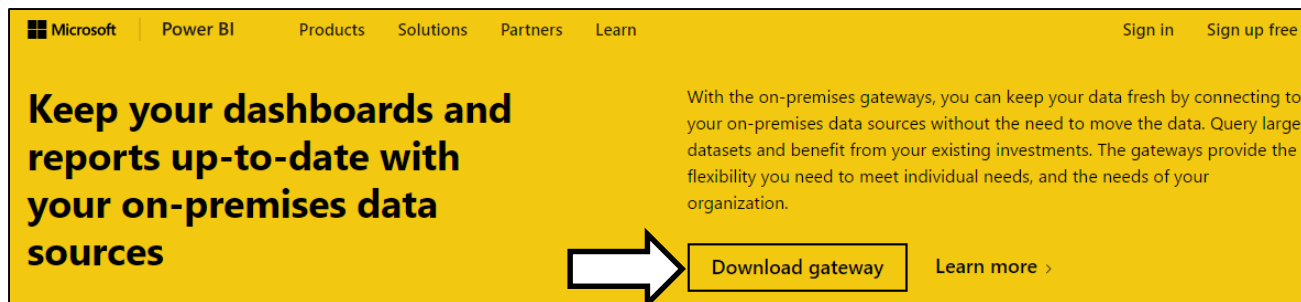 Microsoft Power BI Products Solutions Partners Learn Sign in Sign up free
Keep your dashboards and
reports up-to-date with
your on-premises data
sources
With the on-premises gateways, you can keep your data fresh by connecting to
your on-premises data sources without the need to move the data. Query large
datasets and benefit from your existing investments. The gateways provide the
flexibility you need to meet individual needs, and the needs of your
organization.
Download gateway Learn more >